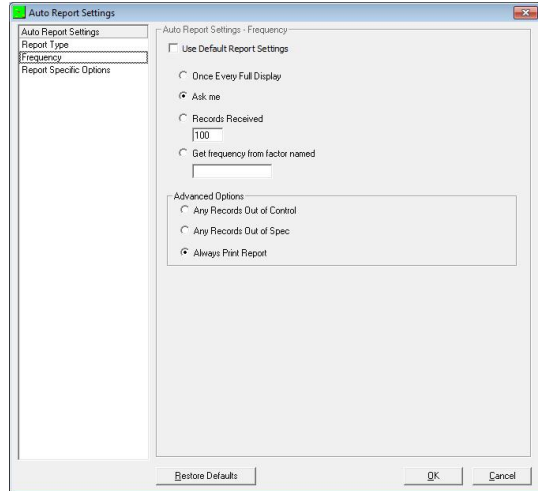 Auto Report Settings
Auto Report Settings
Report Type
Frequency
Report Specific Options
Auto Report Settings - Frequency
Use Default Report Settings
Once Every Full Display
Ask me
Records Received
100
Get frequency from factor named
Advanced Options
Any Records Out of Control
Any Records Out of Spec
Always Print Report
Restore Defaults
OK
Cancel